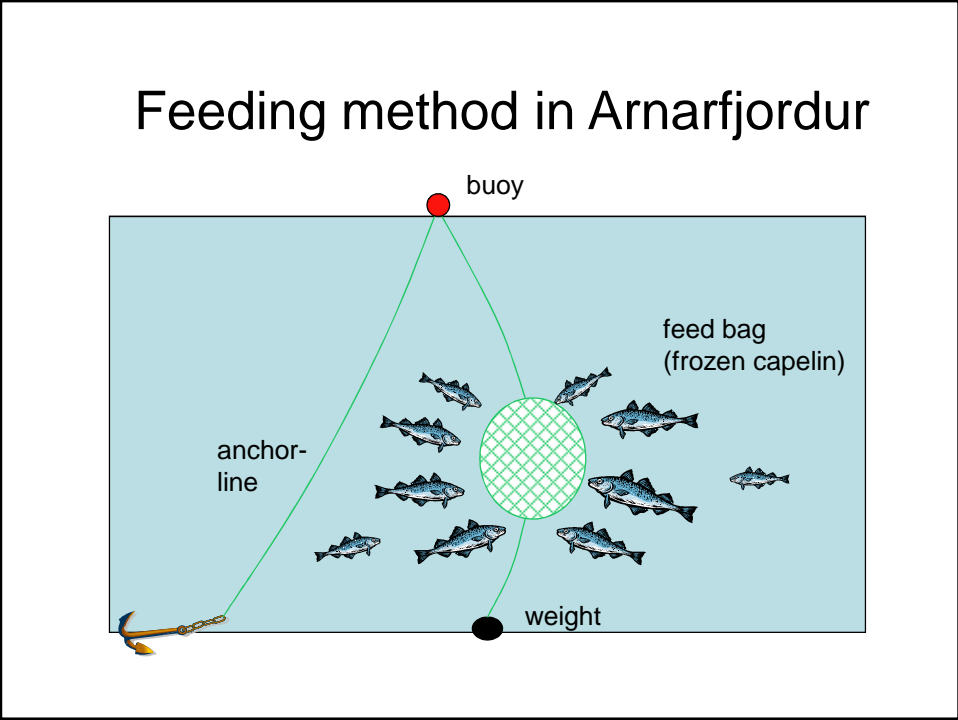 Feeding method in Arnarfjordur
buoy
feed bag
(frozen capelin)
anchor-
line
weight